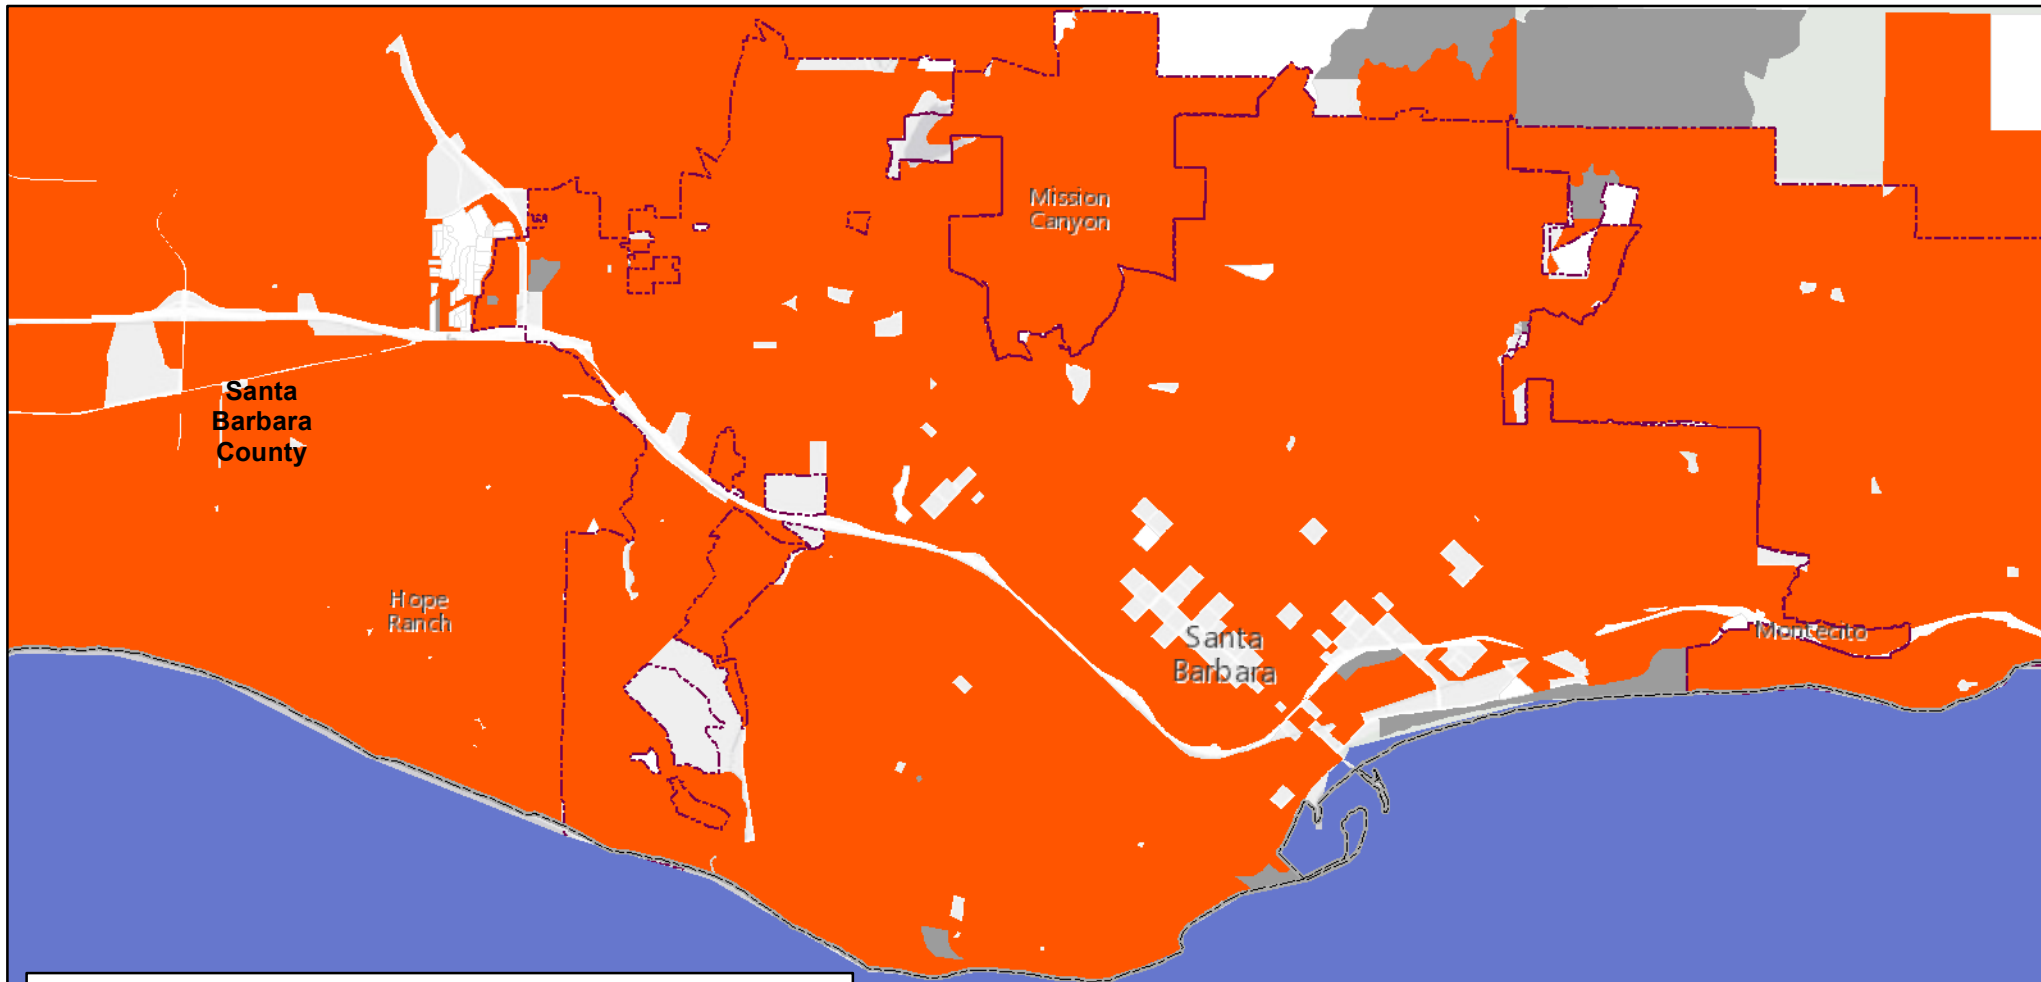 Mission
Canyon
Santa
Barbara
County
Hope
Ranch
Santa
Barbara
Montecito